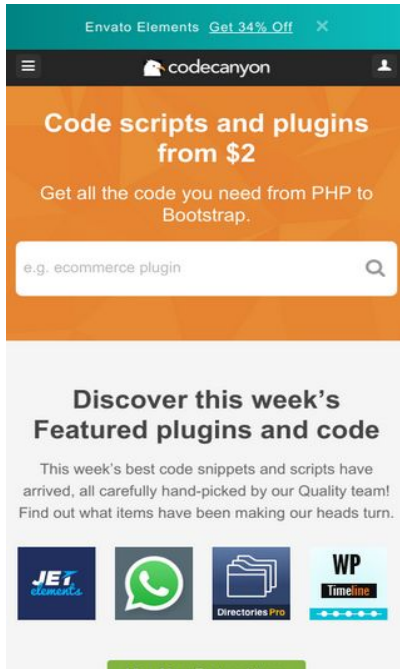 Envato Elements Get 34% Off
codecanyon
Code scripts and plugins
from $2
Get all the code you need from PHP to
Bootstrap.
e.g. ecommerce plugin
Discover this week's
Featured plugins and code
This week's best code snippets and scripts have
arrived, all carefully hand-picked by our Quality team!
Find out what items have been making our heads turn.
JET
elements
Directories Pro
WP
Timeline